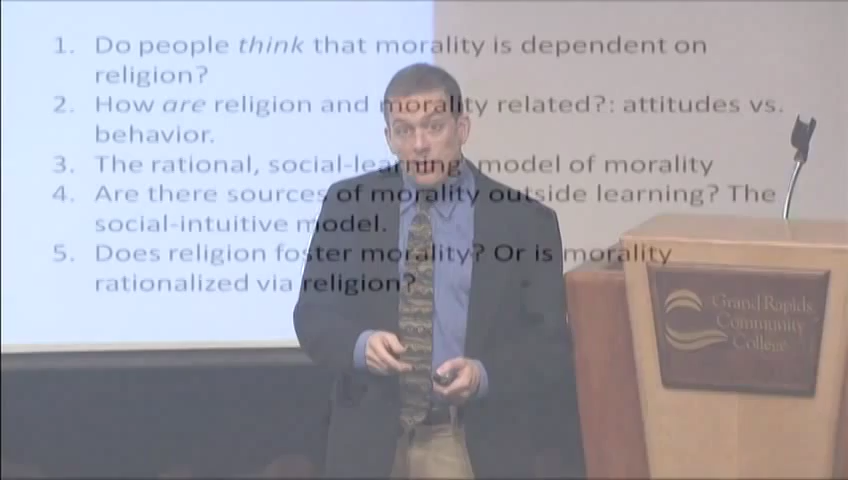 1. Do people think that morality is dependent on
religion?
2. How are religion and morality related?: attitudes vs.
behavior.
3. The rational, social-learning model of morality
4. Are there sources of morality outside learning? The
social-intuitive model.
5. Does religion foster morality? Or is morality
rationalized via religion?
Grand Rapids
Community
College